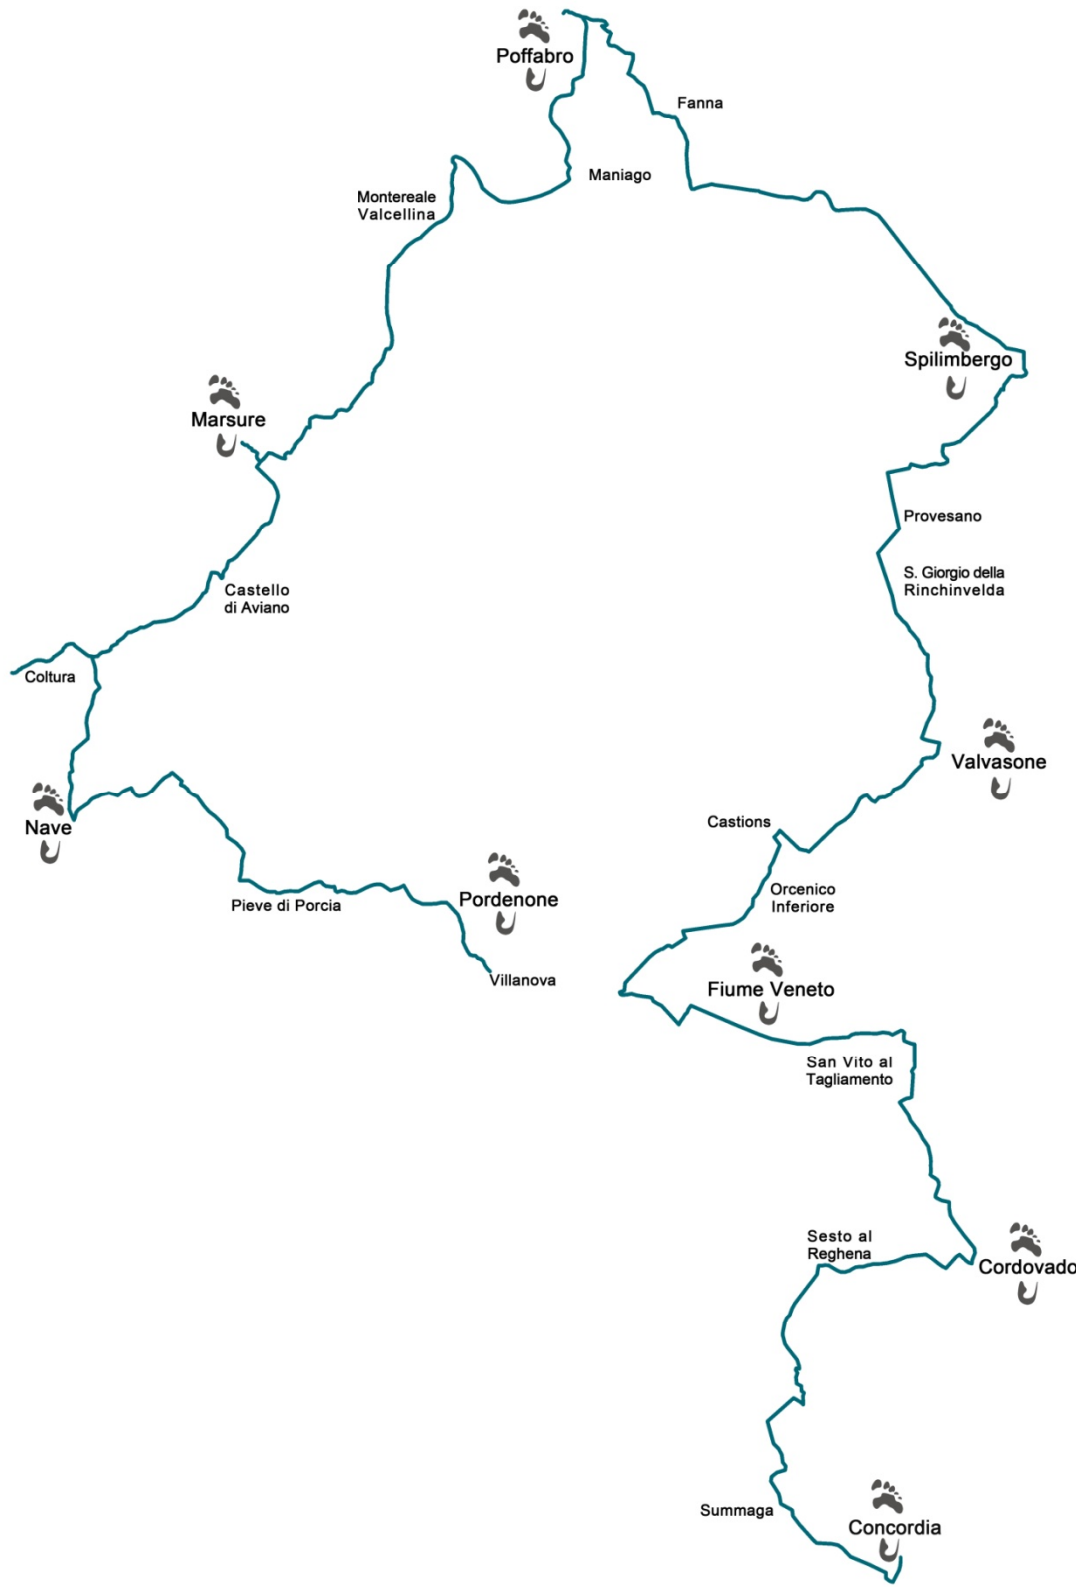 Poffabro
Fanna
Maniago
Montereale
Valcellina
Spilimbergo
Marsure
Provesano
S. Giorgio della
Rinchinvelda
Castello
di Aviano
Coltura
Valvasone
Castions
Nave
Orcenico
Inferiore
Pordenone
Pieve di Porcia
Villanova
Fiume Veneto
San Vito al
Tagliamento
Sesto al
Reghena
Cordovado
Summaga
Concordia